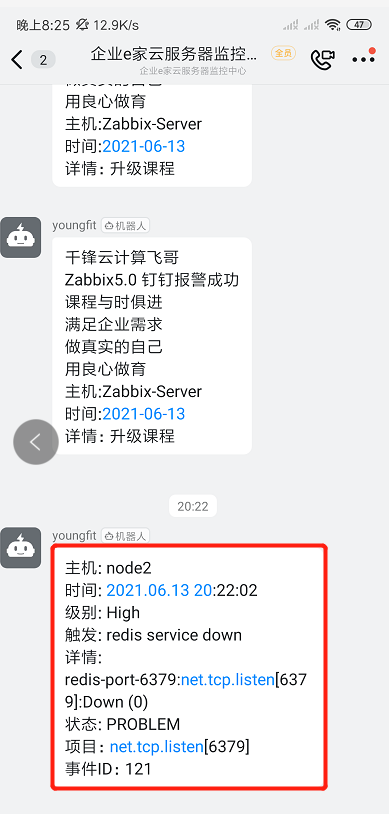 晚上8:25 12.9K/s 47
2 企业e家云服务器监控... 全员
企业e家云服务器监控中心
用良心做育
主机:Zabbix-Server
时间:2021-06-13
详情: 升级课程
youngfit 机器人
千锋云计算飞哥
Zabbix5.0 钉钉报警成功
课程与时俱进
满足企业需求
做真实的自己
用良心做育
主机:Zabbix-Server
时间:2021-06-13
详情: 升级课程
20:22
youngfit 机器人
主机: node2
时间: 2021.06.13 20:22:02
级别: High
触发: redis service down
详情:
redis-port-6379:net.tcp.listen[637
9]:Down (0)
状态: PROBLEM
项目: net.tcp.listen[6379]
事件ID: 121